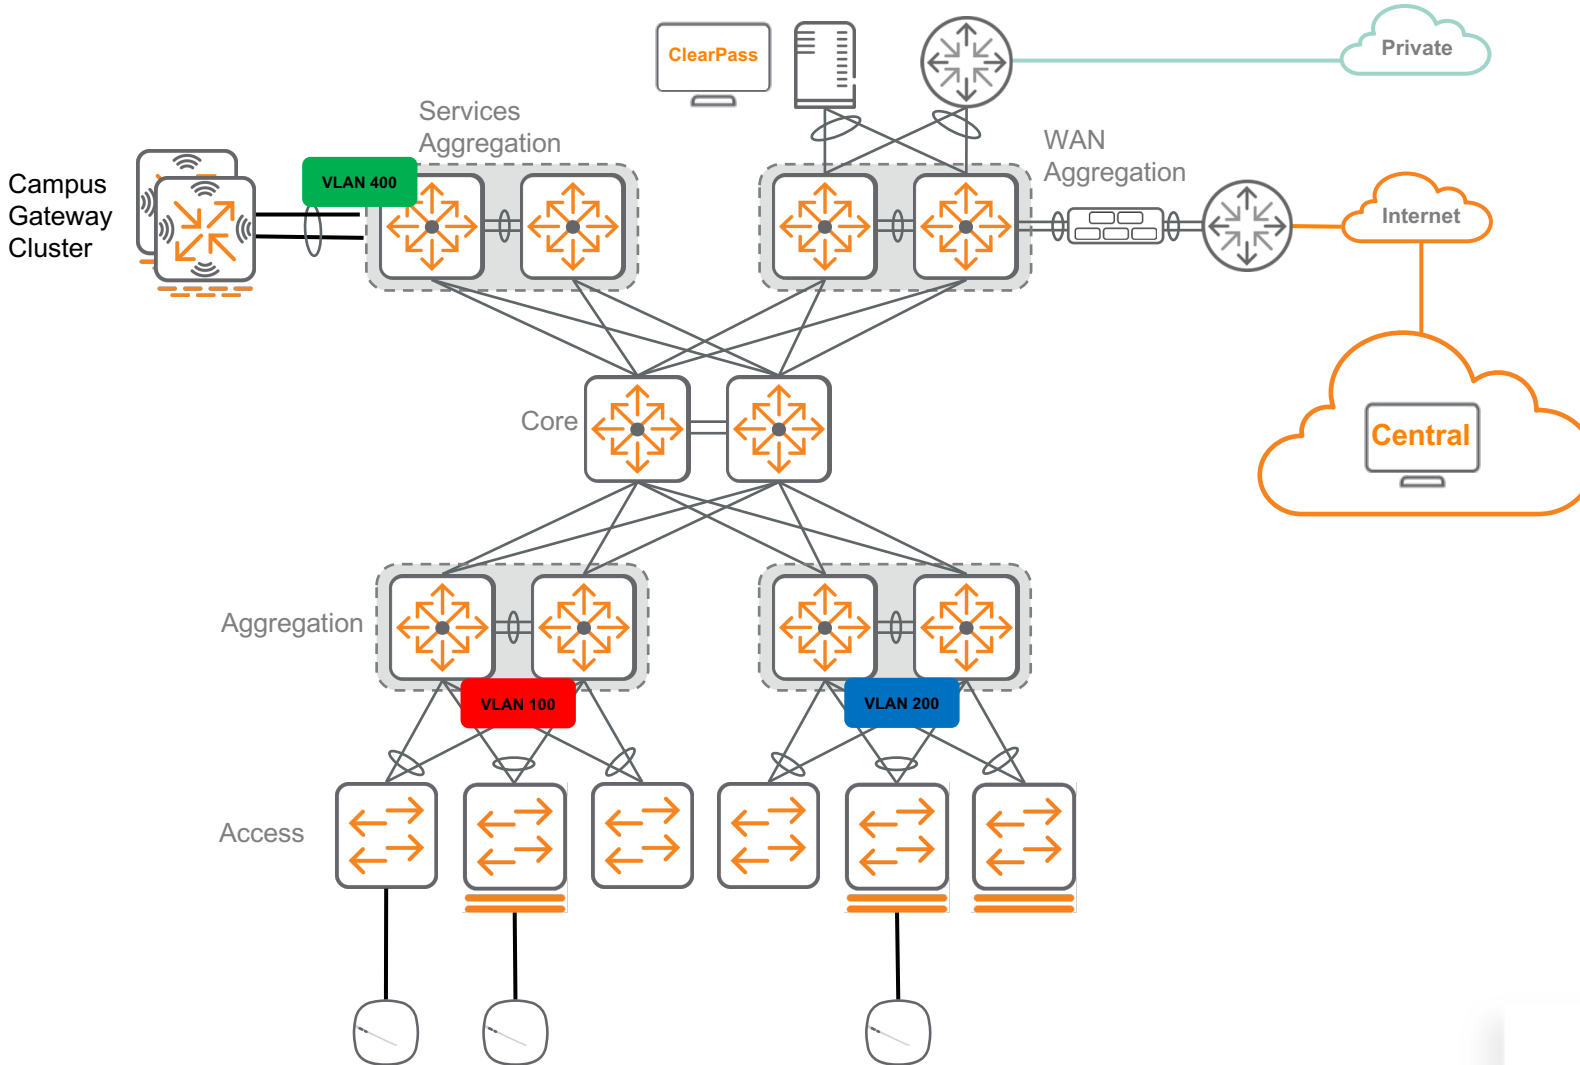 ClearPass
Private
Services
Aggregation
WAN
Aggregation
Campus
Gateway
Cluster
VLAN 400
Internet
Core
Central
Aggregation
VLAN 100
VLAN 200
Access